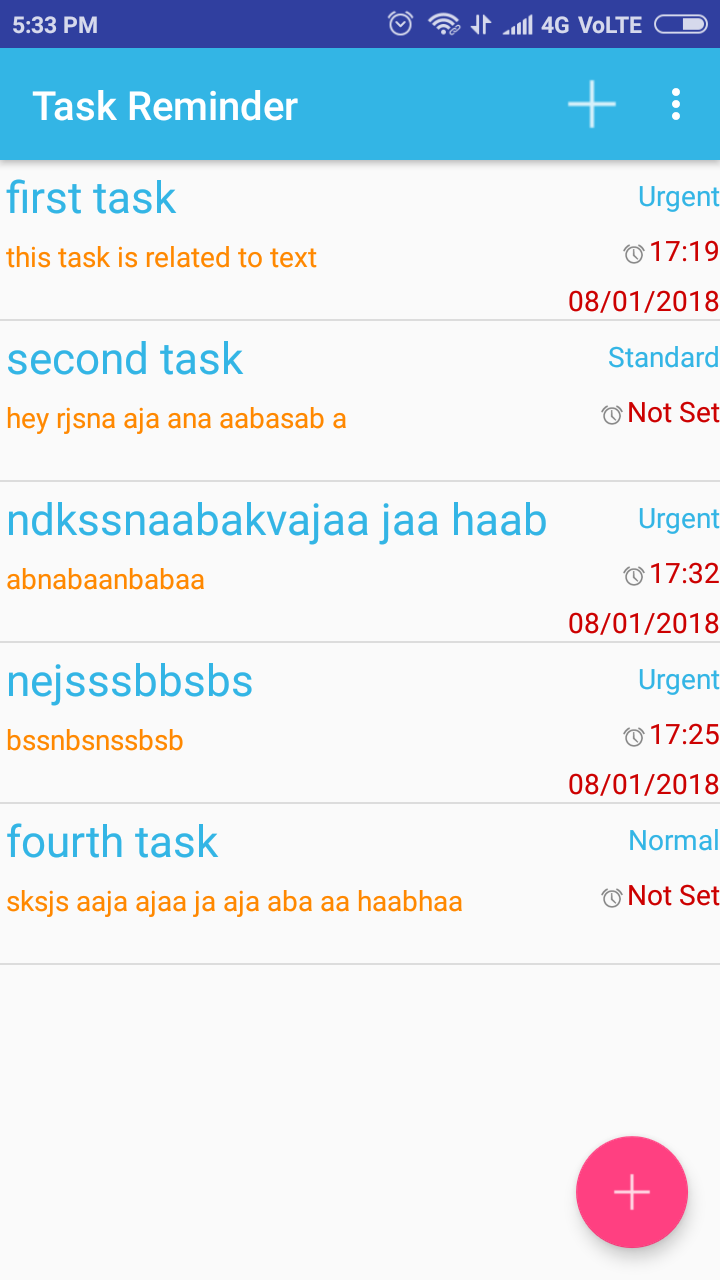 5:33 PM 4G VoLTE
Task Reminder
first task Urgent
this task is related to text 17:19
08/01/2018
second task Standard
hey rjsna aja ana aabasab a Not Set
ndkssnaabakvajaa jaa haab Urgent
abnabaanbabaa 17:32
08/01/2018
nejsssbbsbs Urgent
bssnbsnssbsb 17:25
08/01/2018
fourth task Normal
sksjs aaja ajaa ja aja aba aa haabhaa Not Set